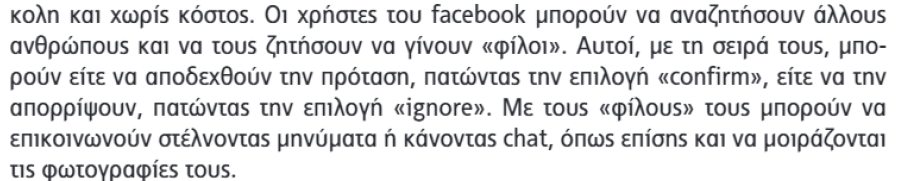 κολη και χωρίς κόστος. Οι χρήστες του facebook μπορούν να αναζητήσουν άλλους
ανθρώπους και να τους ζητήσουν να γίνουν «φίλοι». Αυτοί, με τη σειρά τους, μπο-
ρούν είτε να αποδεχθούν την πρόταση, πατώντας την επιλογή «confirm», είτε να την
απορρίψουν, πατώντας την επιλογή «ignore». Με τους «φίλους» τους μπορούν να
επικοινωνούν στέλνοντας μηνύματα ή κάνοντας chat, όπως επίσης και να μοιράζονται
τις φωτογραφίες τους.